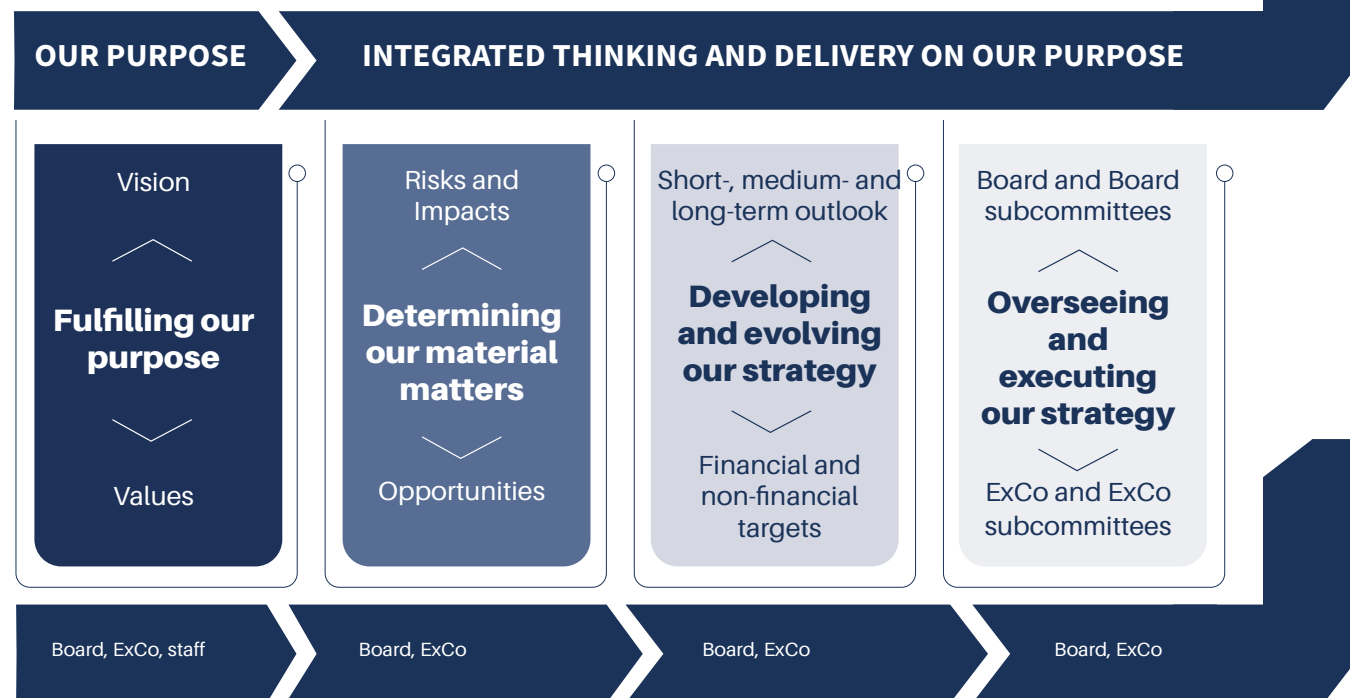 OUR PURPOSE
INTEGRATED THINKING AND DELIVERY ON OUR PURPOSE
Vision
Fulfilling our
purpose
Values
Risks and
Impacts
Determining
our material
matters
Opportunities
Short-, medium- and
long-term outlook
Developing
and evolving
our strategy
Financial and
non-financial
targets
Board and Board
subcommittees
Overseeing
and
executing
our strategy
ExCo and ExCo
subcommittees
Board, ExCo, staff
Board, ExCo
Board, ExCo
Board, ExCo